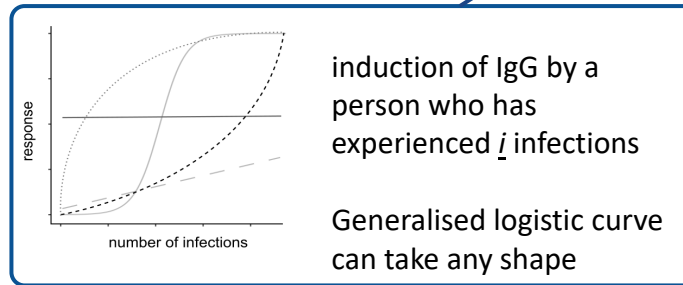 response
number of infections
induction of IgG by a
person who has
experienced i infections
Generalised logistic curve
can take any shape